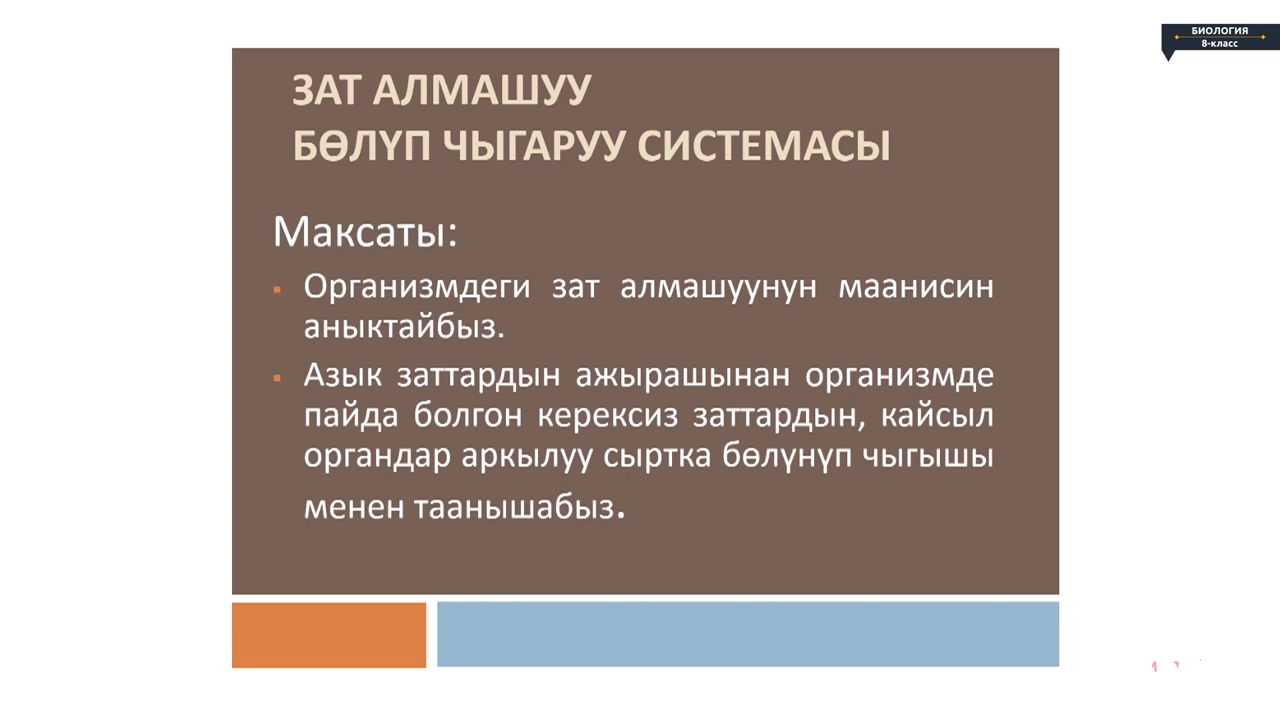 БИОЛОГИЯ
8-класс
ЗАТ АЛМАШУУ
БӨЛҮП ЧЫГАРУУ СИСТЕМАСЫ
Максаты:
▪ Организмдеги зат алмашуунун маанисин
аныктайбыз.
▪ Азык заттардын ажырашынан организмде
пайда болгон керексиз заттардын, кайсыл
органдар аркылуу сыртка бөлүнүп чыгышы
менен таанышабыз.